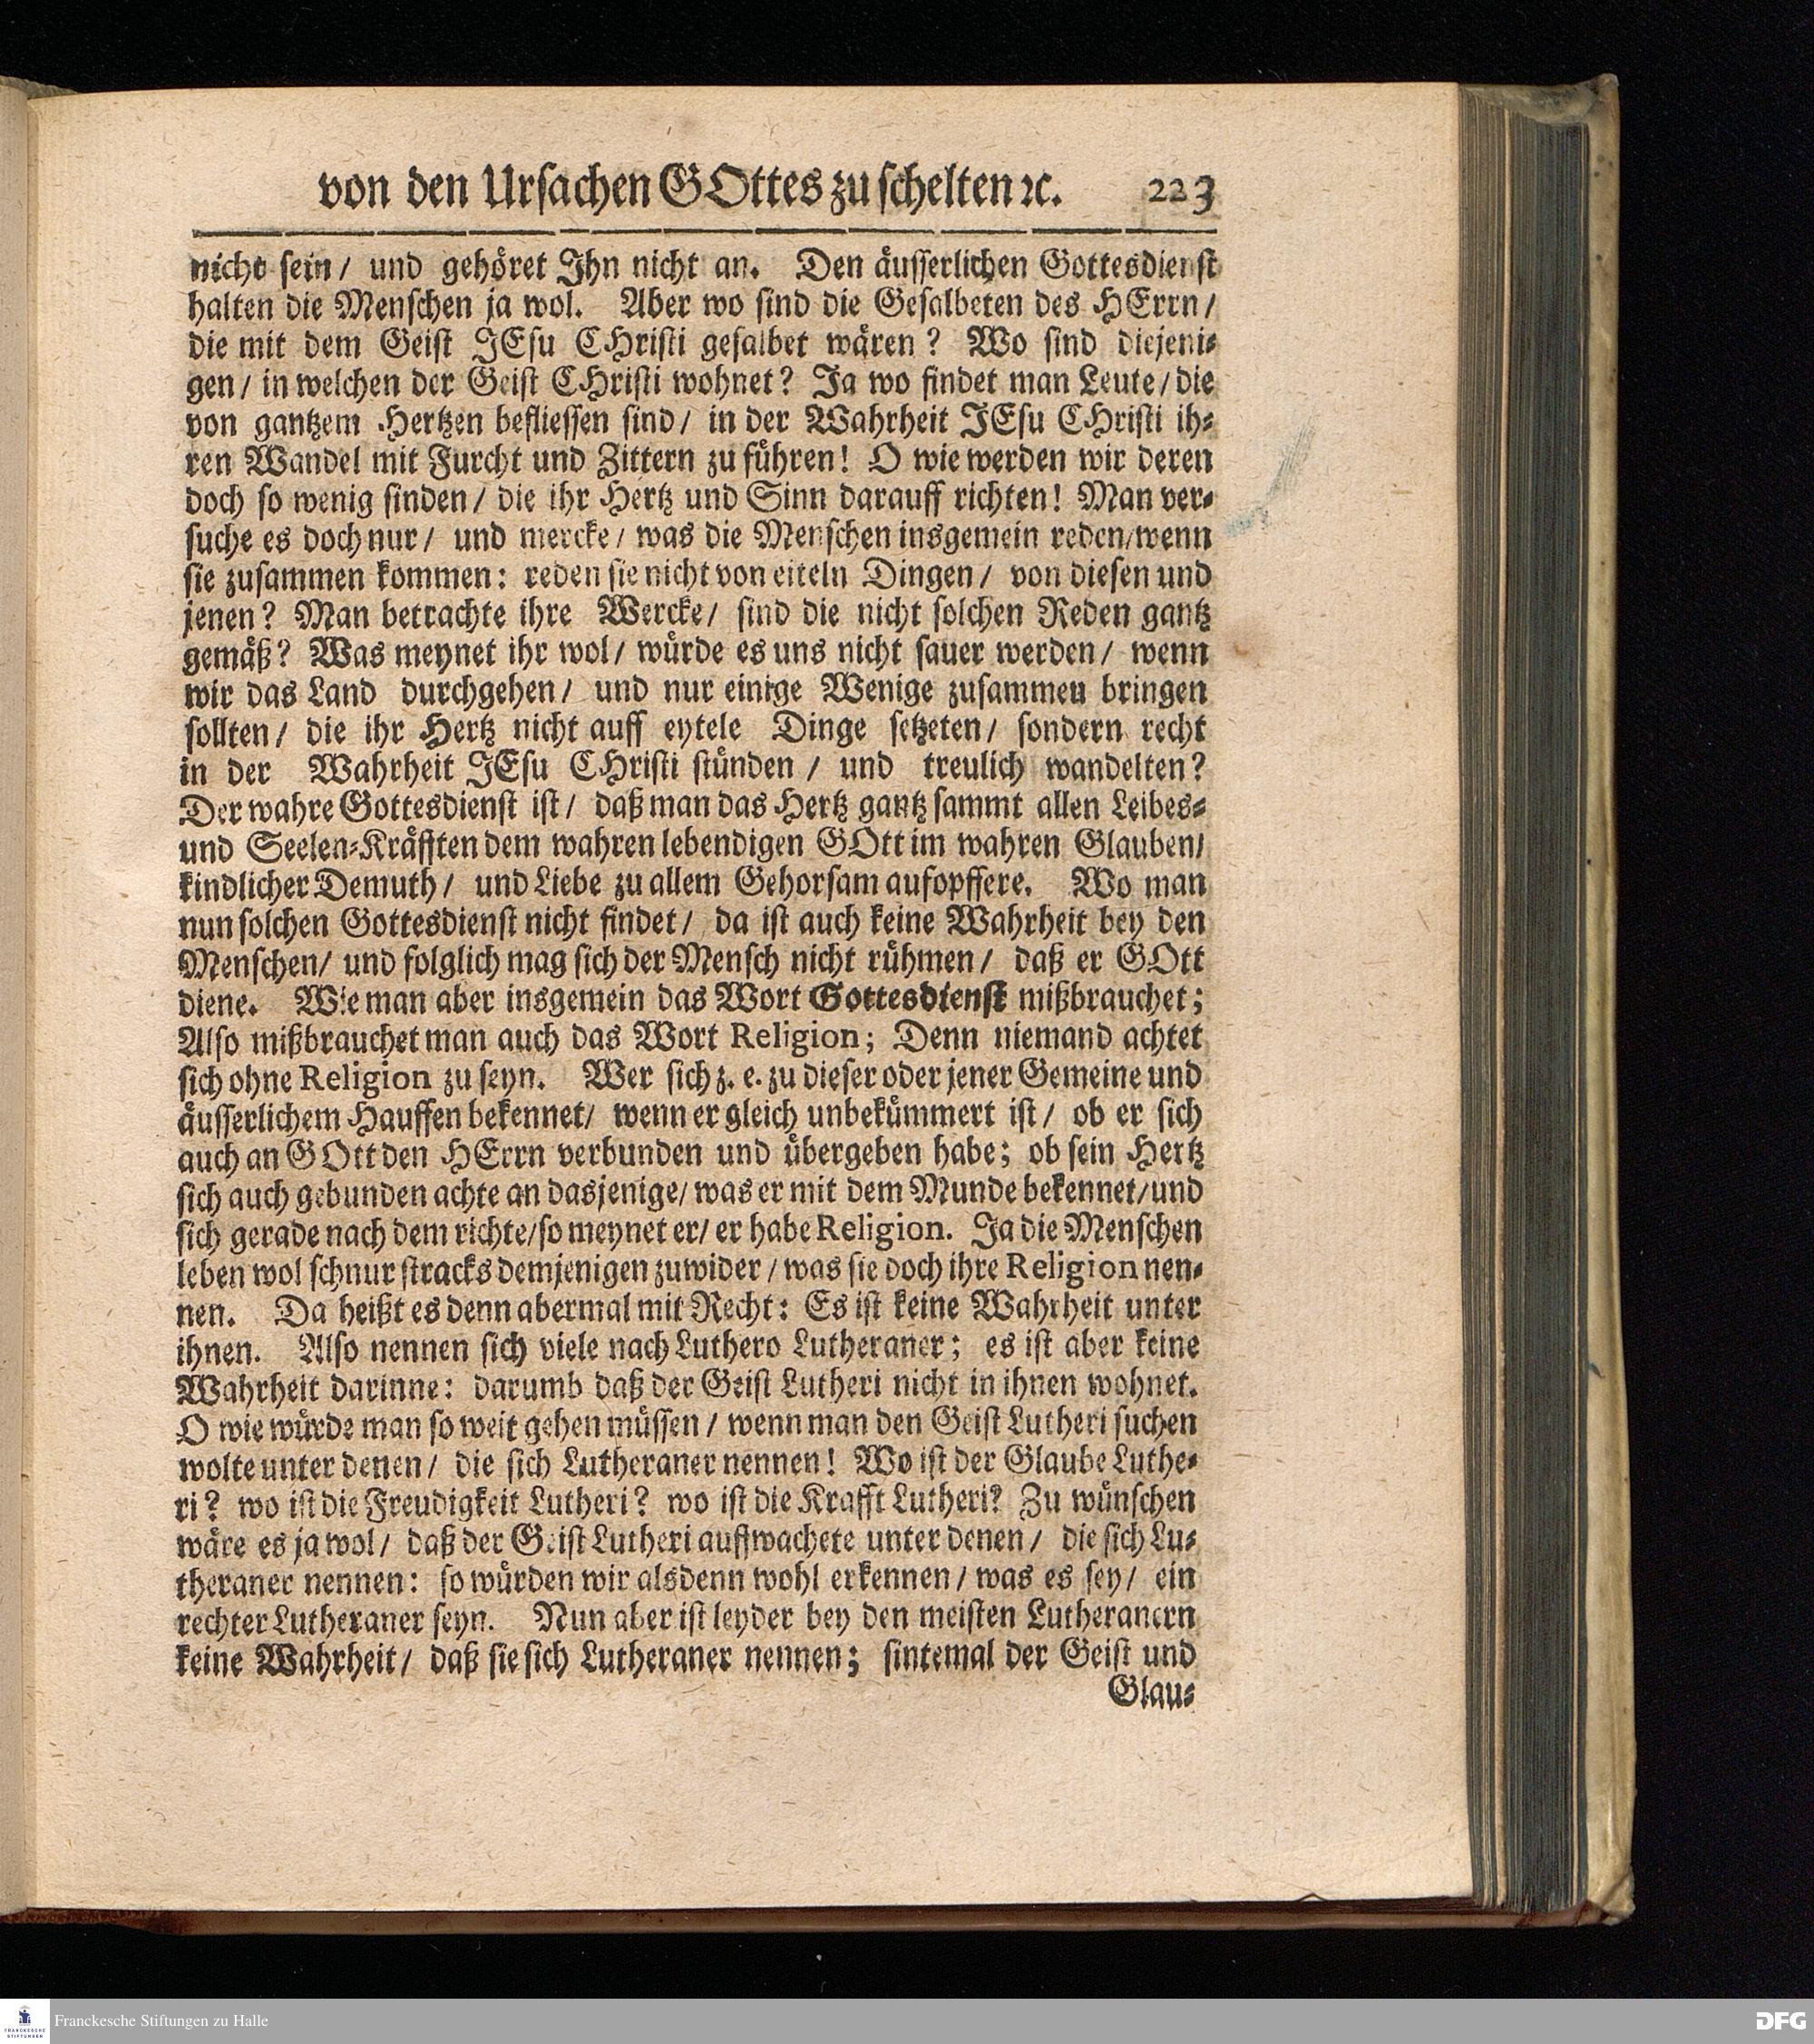 von den Ursachen GOttes zu schelten ꝛc. 223
nicht sein/ und gehöret Ihn nicht an. Den äusserlichen Gottesdienst
halten die Menschen ja wol. Aber wo sind die Gesalbeten des HErrn/
die mit dem Geist JEsu CHristi gesalbet wären? Wo sind diejeni-
gen/ in welchen der Geist CHristi wohnet? Ja wo findet man Leute/ die
von gantzem Hertzen befliessen sind/ in der Wahrheit JEsu CHristi ih-
ren Wandel mit Furcht und Zittern zu führen! O wie werden wir deren
doch so wenig finden/ die ihr Hertz und Sinn darauff richten! Man ver-
suche es doch nur/ und mercke/ was die Menschen insgemein reden/wenn
sie zusammen kommen: reden sie nicht von eiteln Dingen/ von diesen und
jenen? Man betrachte ihre Wercke/ sind die nicht solchen Reden gantz
gemäß? Was meynet ihr wol/ würde es uns nicht sauer werden/ wenn
wir das Land durchgehen/ und nur einige Wenige zusammen bringen
sollten/ die ihr Hertz nicht auff eytele Dinge setzeten/ sondern recht
in der Wahrheit JEsu CHristi stünden/ und treulich wandelten?
Der wahre Gottesdienst ist/ daß man das Hertz gantz sammt allen Leibes-
und Seelen-Kräfften dem wahren lebendigen GOtt im wahren Glauben/
kindlicher Demuth/ und Liebe zu allem Gehorsam aufopffere. Wo man
nun solchen Gottesdienst nicht findet/ da ist auch keine Wahrheit bey den
Menschen/ und folglich mag sich der Mensch nicht rühmen/ daß er GOtt
diene. Wie man aber insgemein das Wort Gottesdienst mißbrauchet;
Also mißbrauchet man auch das Wort Religion; Denn niemand achtet
sich ohne Religion zu seyn. Wer sich z. e. zu dieser oder jener Gemeine und
äusserlichem Hauffen bekennet/ wenn er gleich unbekümmert ist/ ob er sich
auch an GOtt den HErrn verbunden und übergeben habe; ob sein Hertz
sich auch gebunden achte an dasjenige/ was er mit dem Munde bekennet/und
sich gerade nach dem richte/so meynet er/ er habe Religion. Ja die Menschen
leben wol schnur stracks demjenigen zuwider/ was sie doch ihre Religion nen-
nen. Da heißt es denn abermal mit Recht: Es ist keine Wahrheit unter
ihnen. Also nennen sich viele nach Luthero Lutheraner; es ist aber keine
Wahrheit darinne: darumb daß der Geist Lutheri nicht in ihnen wohnet.
O wie würde man so weit gehen müssen/ wenn man den Geist Lutheri suchen
wolte unter denen/ die sich Lutheraner nennen! Wo ist der Glaube Luthe-
ri? wo ist die Freudigkeit Lutheri? wo ist die Krafft Lutheri? Zu wünschen
wäre es ja wol/ daß der Geist Lutheri auffwachete unter denen/ die sich Lu-
theraner nennen: so würden wir alsdenn wohl erkennen/ was es sey/ ein
rechter Lutheraner seyn. Nun aber ist leyder bey den meisten Lutheranern
keine Wahrheit/ daß sie sich Lutheraner nennen; sintemal der Geist und
Glau-
FRANCKESCHE
STIFTUNGEN
Franckesche Stiftungen zu Halle
DFG